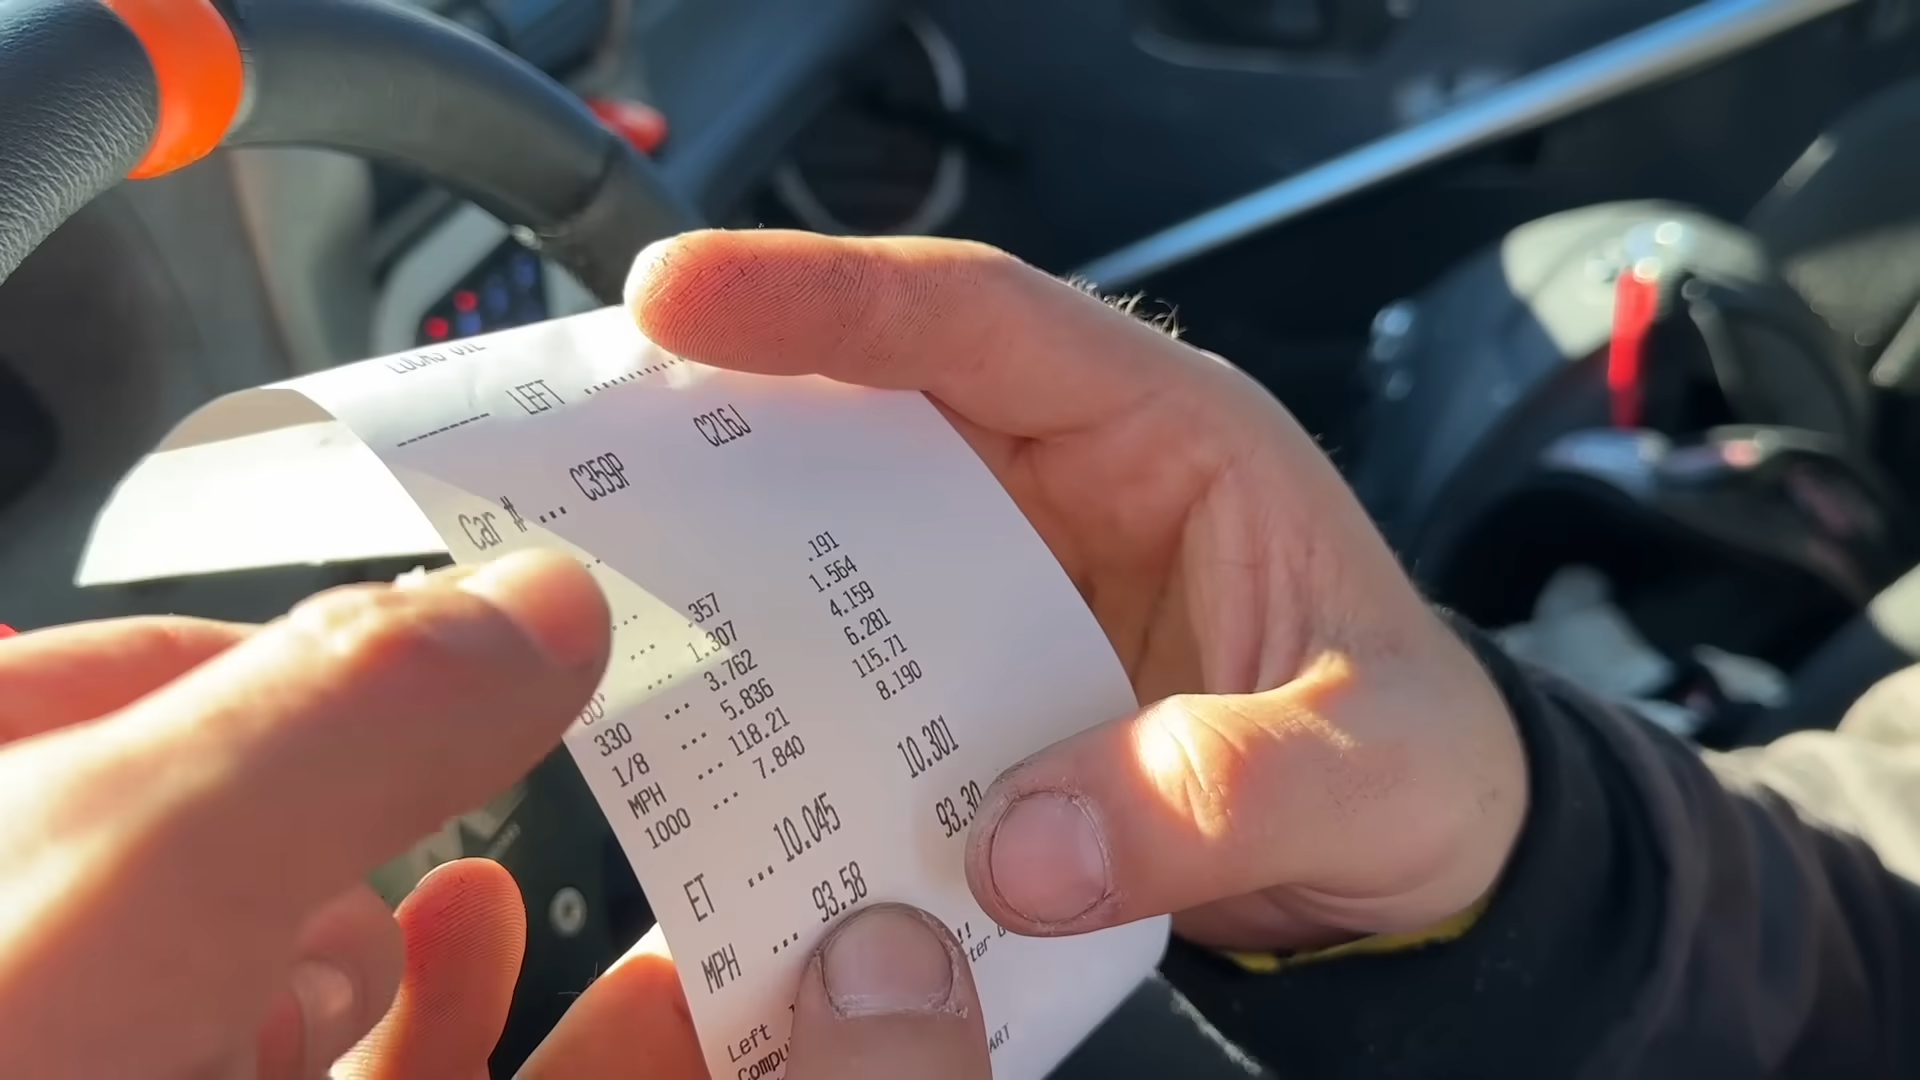 LUCAS OIL
LEFT
Car # ... C359P C216J
... .357 .191
60' ... 1.307 1.564
330 ... 3.762 4.159
1/8 ... 5.836 6.281
MPH ... 118.21 115.71
1000 ... 7.840 8.190
ET ... 10.045 10.301
MPH ... 93.58 93.30
!!
Left